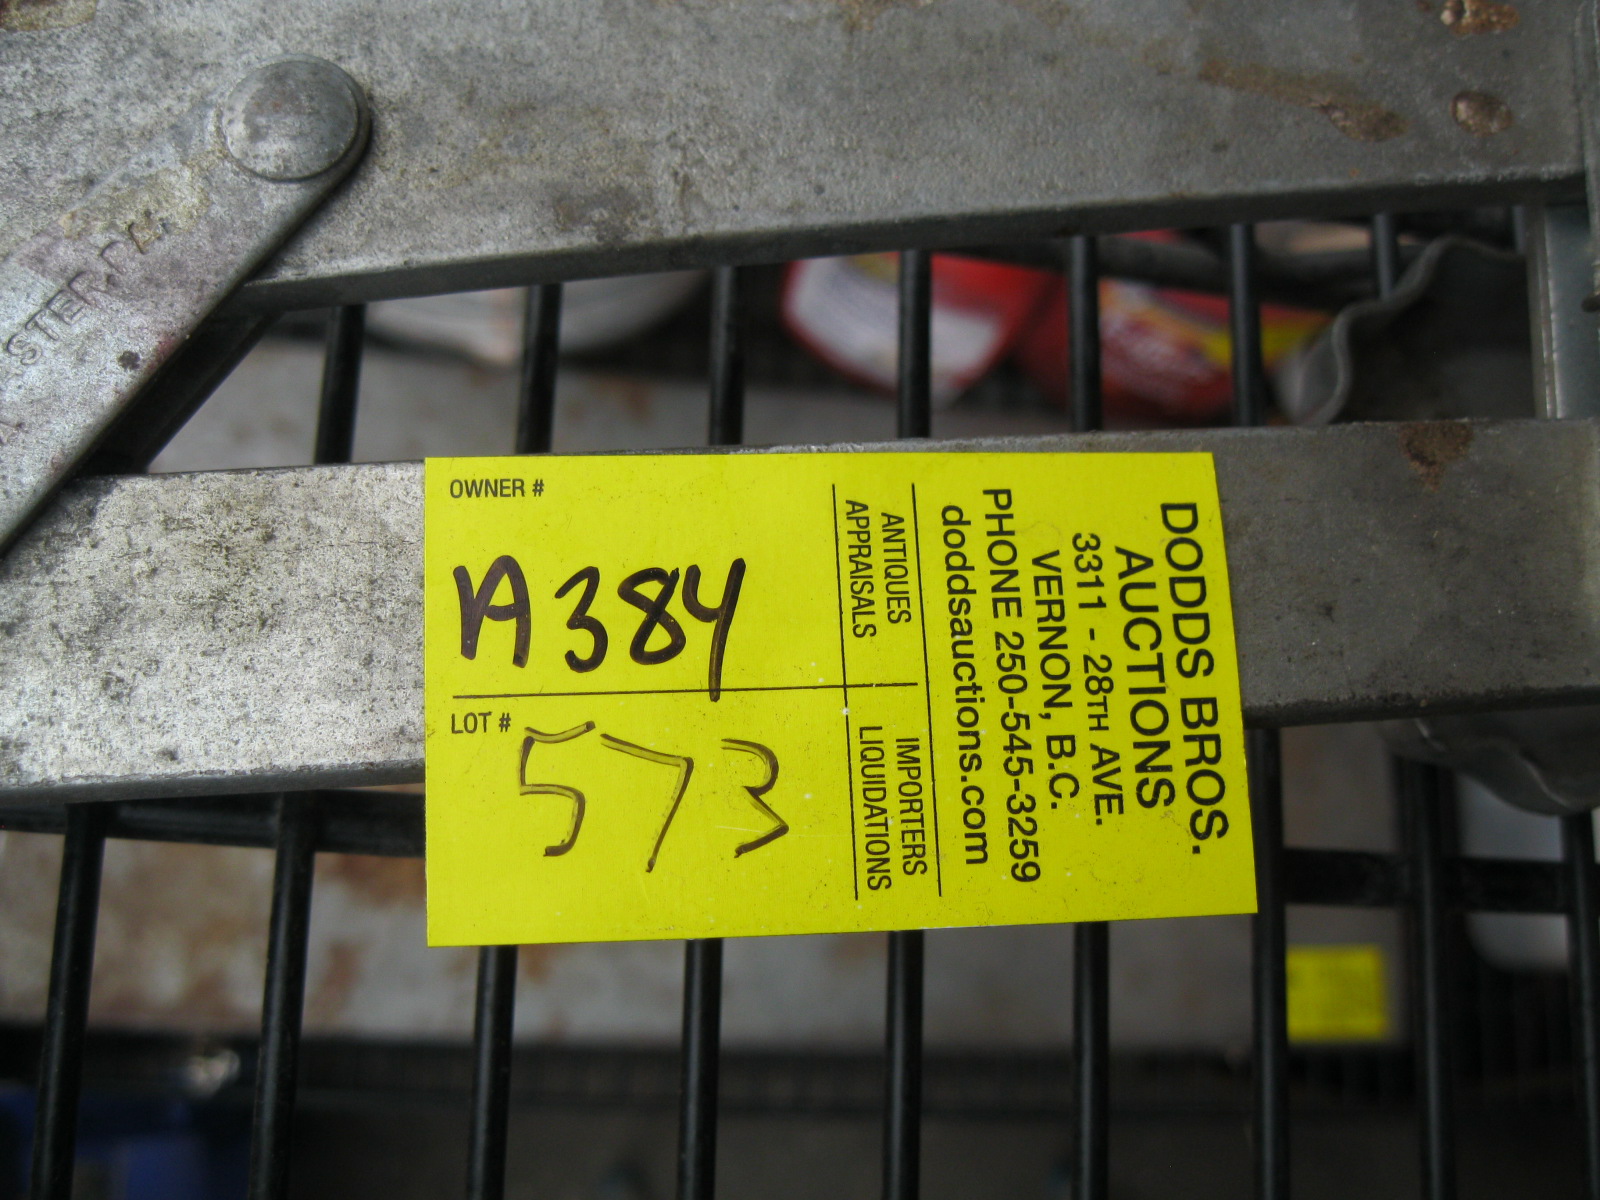 OWNER #
A384
LOT #
573
DODDS BROS.
AUCTIONS
3311 - 28TH AVE.
VERNON, B.C.
PHONE 250-545-3259
doddsauctions.com
ANTIQUES IMPORTERS
APPRAISALS LIQUIDATIONS